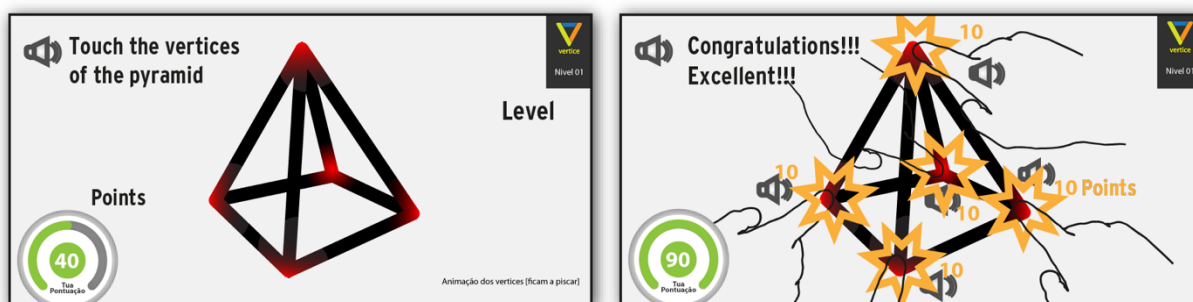 Touch the vertices
of the pyramid
vertice
Nivel 01
Level
Points
40
Tua
Pontuação
Animação dos vertices [ficam a piscar]
Congratulations!!!
Excellent!!!
10
vertice
Nivel 01
10
10 Points
10
10
90
Tua
Pontuação